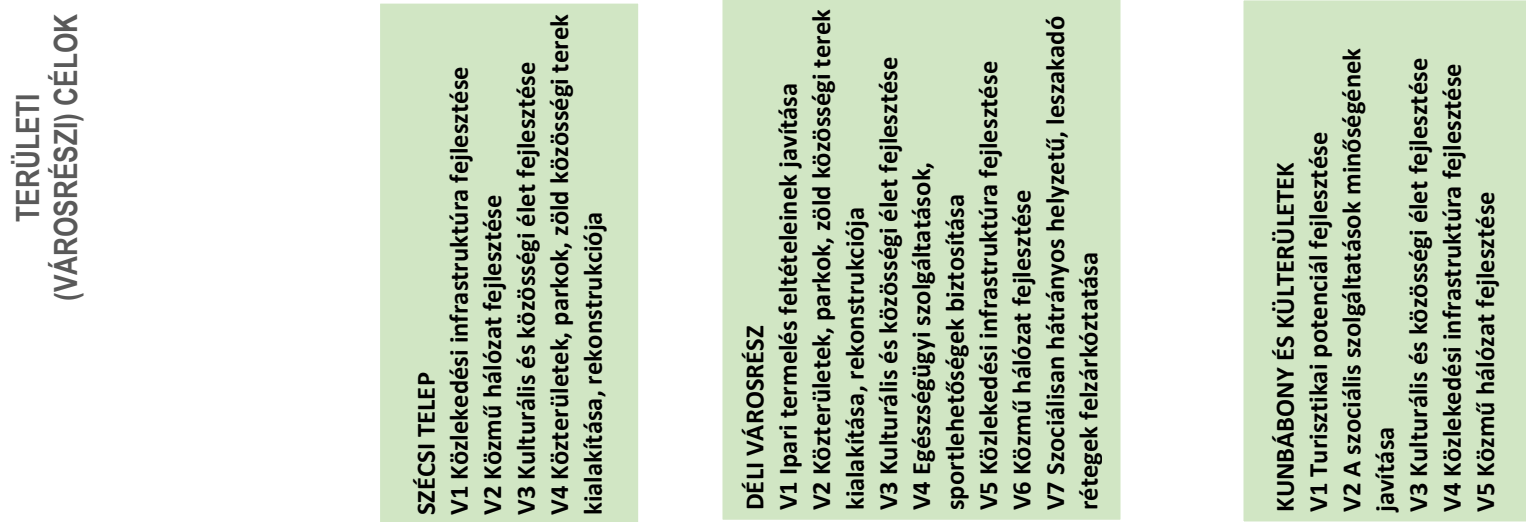 TERÜLETI
(VÁROSRÉSZI) CÉLOK
SZÉCSI TELEP
V1 Közlekedési infrastruktúra fejlesztése
V2 Közmű hálózat fejlesztése
V3 Kulturális és közösségi élet fejlesztése
V4 Közterületek, parkok, zöld közösségi terek
kialakítása, rekonstrukciója
DÉLI VÁROSRÉSZ
V1 Ipari termelés feltételeinek javítása
V2 Közterületek, parkok, zöld közösségi terek
kialakítása, rekonstrukciója
V3 Kulturális és közösségi élet fejlesztése
V4 Egészségügyi szolgáltatások,
sportlehetőségek biztosítása
V5 Közlekedési infrastruktúra fejlesztése
V6 Közmű hálózat fejlesztése
V7 Szociálisan hátrányos helyzetű, leszakadó
rétegek felzárkóztatása
KUNBÁBONY ÉS KÜLTERÜLETEK
V1 Turisztikai potenciál fejlesztése
V2 A szociális szolgáltatások minőségének
javítása
V3 Kulturális és közösségi élet fejlesztése
V4 Közlekedési infrastruktúra fejlesztése
V5 Közmű hálózat fejlesztése